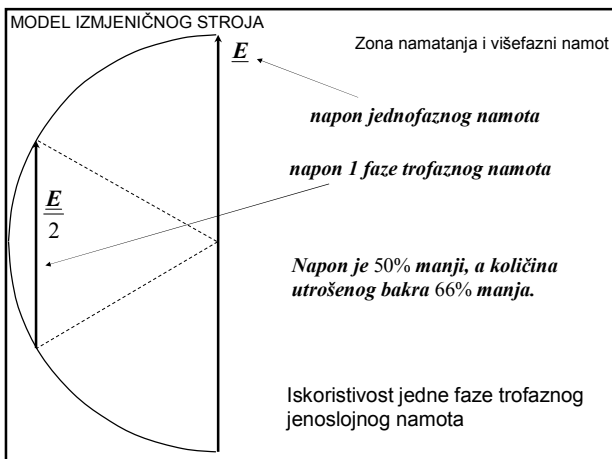 MODEL IZMJENIČNOG STROJA
Zona namatanja i višefazni namot
E
napon jednofaznog namota
napon 1 faze trofaznog namota
E
2
Napon je 50% manji, a količina
utrošenog bakra 66% manja.
Iskoristivost jedne faze trofaznog
jenoslojnog namota